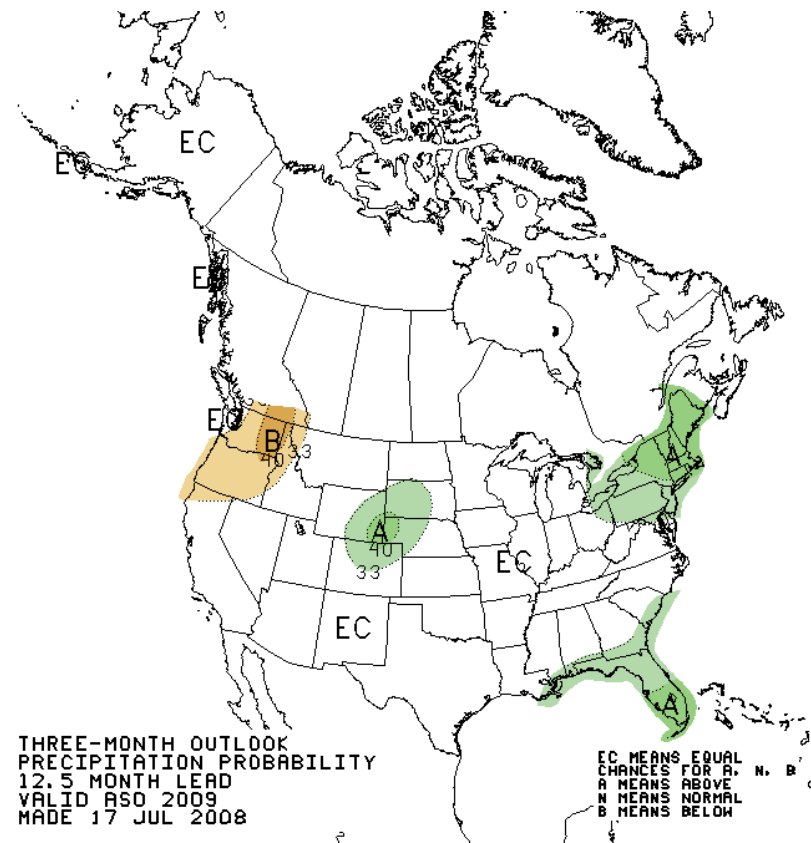 EC
EC
EC
EC
B
40
33
A
A
40
33
EC
EC
A
THREE-MONTH OUTLOOK
PRECIPITATION PROBABILITY
12.5 MONTH LEAD
VALID ASO 2009
MADE 17 JUL 2008
EC MEANS EQUAL
CHANCES FOR A, N, B
A MEANS ABOVE
N MEANS NORMAL
B MEANS BELOW